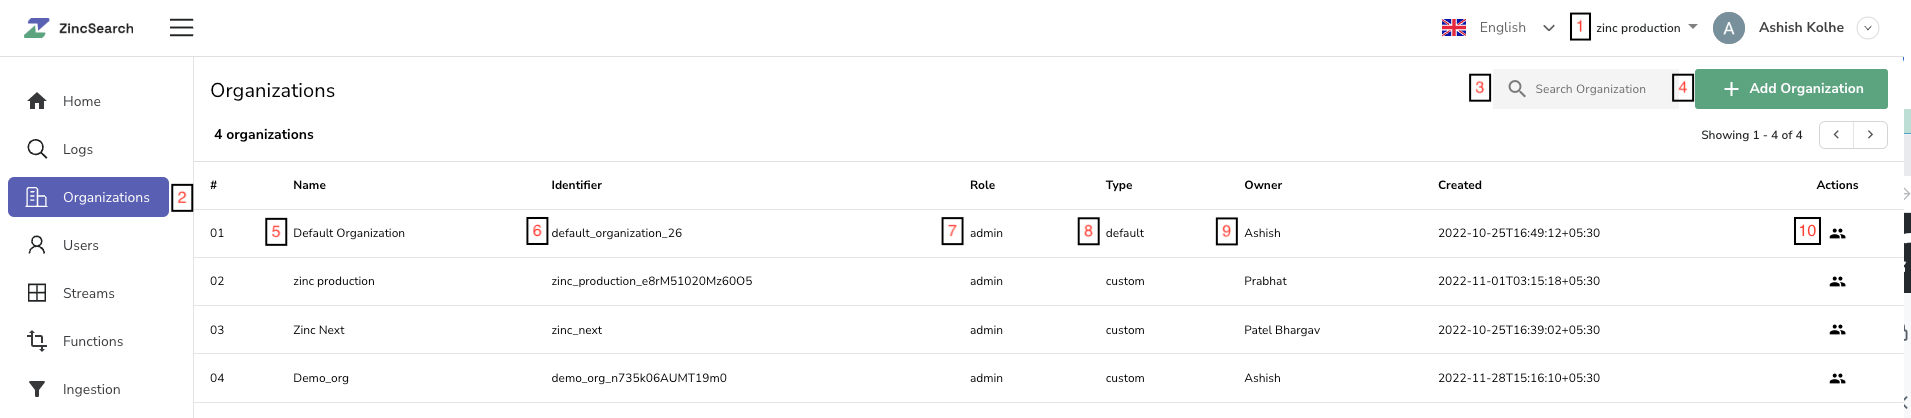 ZincSearch English 1 zinc production A Ashish Kolhe
Home
Logs
Organizations 2
Users
Streams
Functions
Ingestion
Organizations 3 Search Organization 4 + Add Organization
4 organizations Showing 1 - 4 of 4
# Name Identifier Role Type Owner Created Actions
01 5 Default Organization 6 default_organization_26 7 admin 8 default 9 Ashish 2022-10-25T16:49:12+05:30 10
02 zinc production zinc_production_e8rM51020Mz60O5 admin custom Prabhat 2022-11-01T03:15:18+05:30
03 Zinc Next zinc_next admin custom Patel Bhargav 2022-10-25T16:39:02+05:30
04 Demo_org demo_org_n735k06AUMT19m0 admin custom Ashish 2022-11-28T15:16:10+05:30